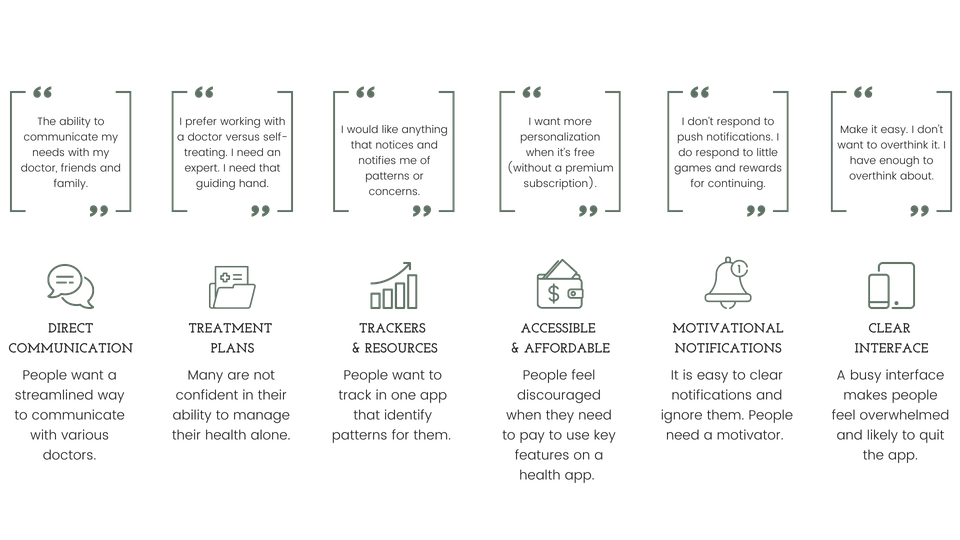 “
The ability to
communicate my
needs with my
doctor, friends and
family.
”
“
I prefer working with
a doctor versus self-
treating. I need an
expert. I need that
guiding hand.
”
“
I would like anything
that notices and
notifies me of
patterns or
concerns.
”
“
I want more
personalization
when it's free
(without a premium
subscription).
”
“
I don't respond to
push notifications. I
do respond to little
games and rewards
for continuing.
”
“
Make it easy. I don't
want to overthink it. I
have enough to
overthink about.
”
DIRECT
COMMUNICATION
People want a
streamlined way
to communicate
with various
doctors.
TREATMENT
PLANS
Many are not
confident in their
ability to manage
their health alone.
TRACKERS
& RESOURCES
People want to
track in one app
that identify
patterns for them.
$
ACCESSIBLE
& AFFORDABLE
People feel
discouraged
when they need
to pay to use key
features on a
health app.
1
MOTIVATIONAL
NOTIFICATIONS
It is easy to clear
notifications and
ignore them. People
need a motivator.
CLEAR
INTERFACE
A busy interface
makes people
feel overwhelmed
and likely to quit
the app.